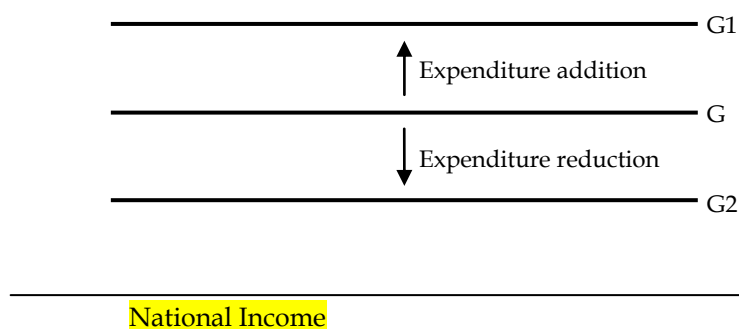 G1
Expenditure addition
G
Expenditure reduction
G2
National Income